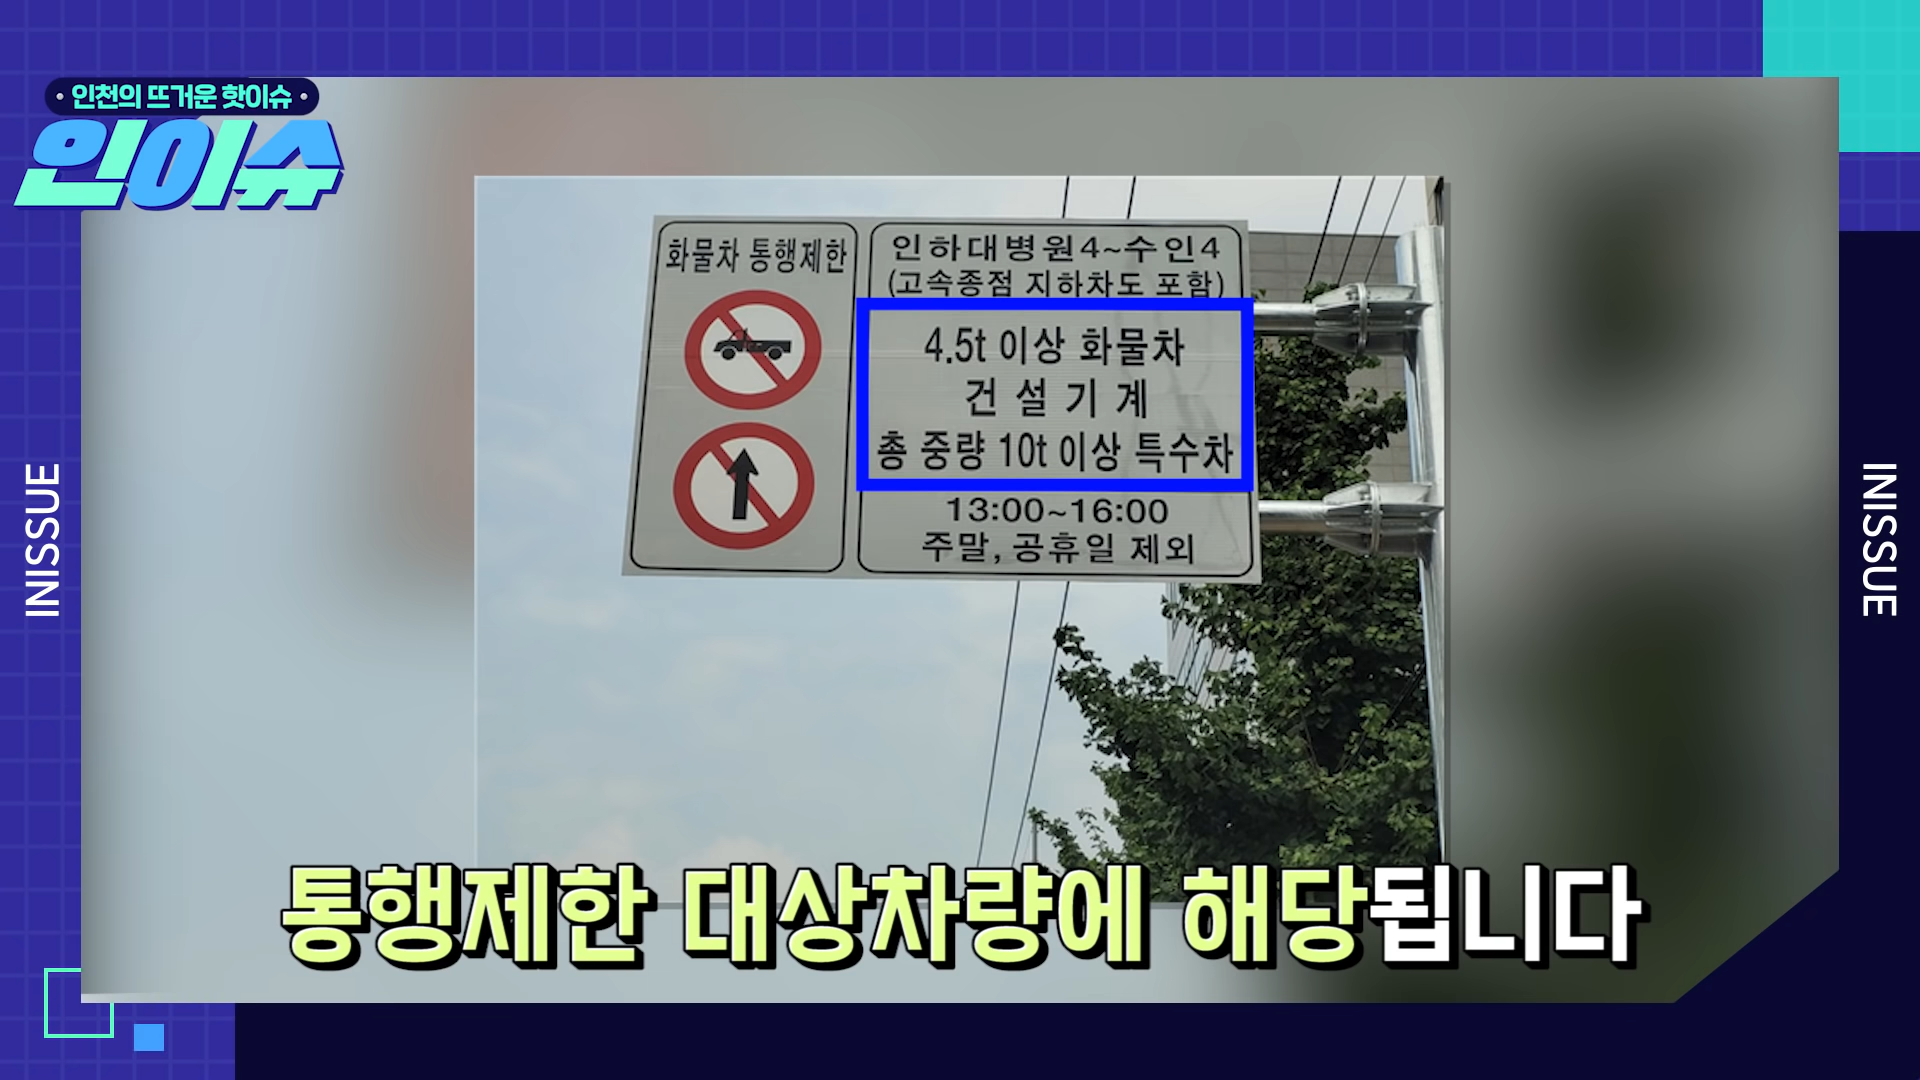 인천의 뜨거운 핫이슈
인이슈
INISSUE
화물차 통행제한
인하대병원4~수인4
(고속종점 지하차도 포함)
4.5t 이상 화물차
건설기계
총 중량 10t 이상 특수차
13:00~16:00
주말, 공휴일 제외
INISSUE
통행제한 대상차량에 해당됩니다